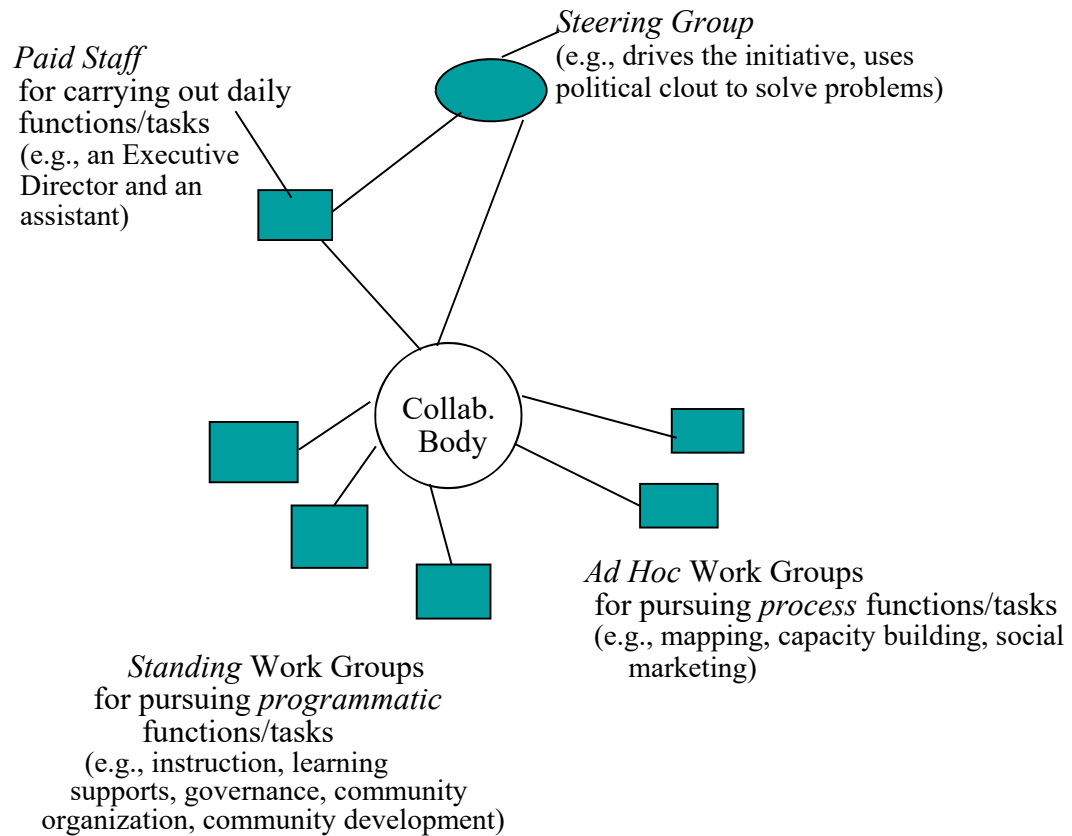 Steering Group
(e.g., drives the initiative, uses
political clout to solve problems)
Paid Staff
for carrying out daily
functions/tasks
(e.g., an Executive
Director and an
assistant)
Collab.
Body
Ad Hoc Work Groups
for pursuing process functions/tasks
(e.g., mapping, capacity building, social
marketing)
Standing Work Groups
for pursuing programmatic
functions/tasks
(e.g., instruction, learning
supports, governance, community
organization, community development)